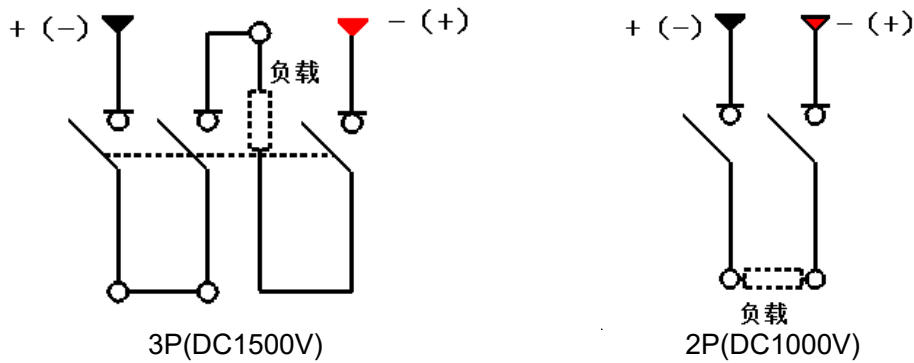 + (-)
- (+)
负载
3P(DC1500V)
+ (-)
- (+)
负载
2P(DC1000V)